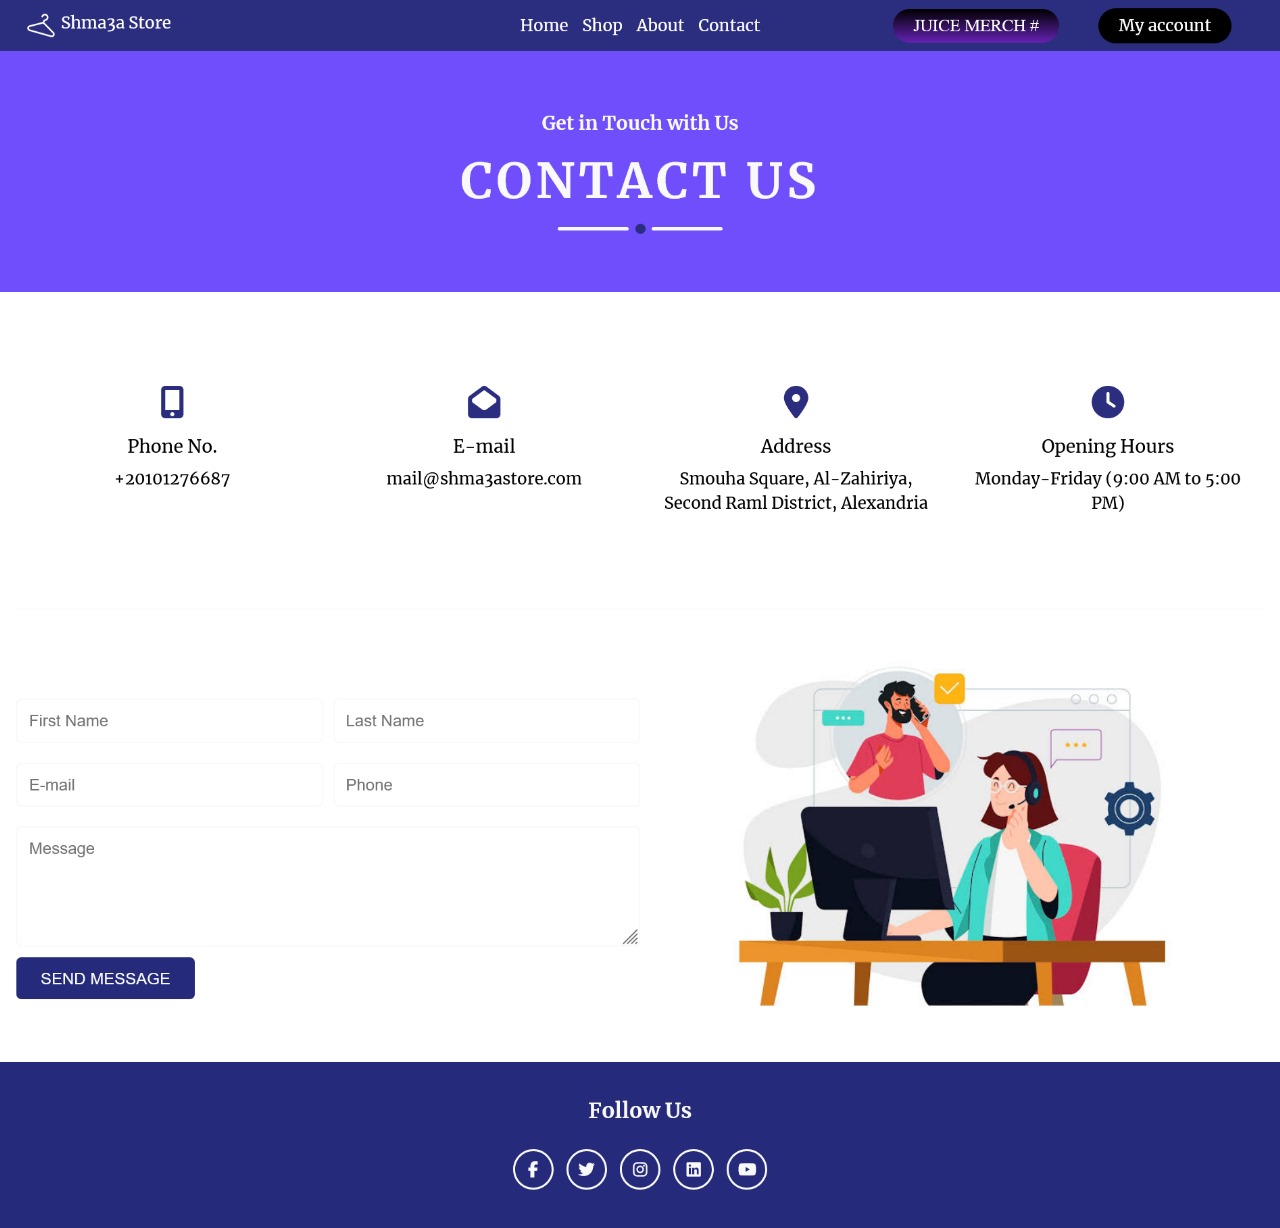 Shma3a Store
Home Shop About Contact
JUICE MERCH #
My account
Get in Touch with Us
CONTACT US
Phone No.
+20101276687
E-mail
mail@shma3astore.com
Address
Smouha Square, Al-Zahiriya,
Second Raml District, Alexandria
Opening Hours
Monday-Friday (9:00 AM to 5:00
PM)
First Name
Last Name
E-mail
Phone
Message
SEND MESSAGE
Follow Us